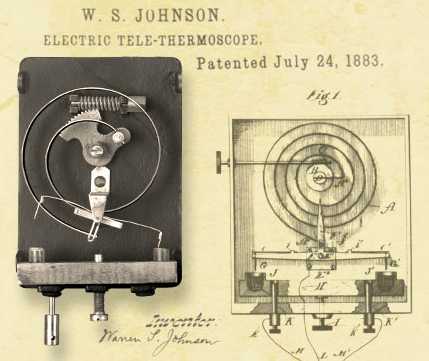 W. S. JOHNSON.
ELECTRIC TELE-THERMOSCOPE.
Patented July 24, 1883.
Fig. 1.
A
J
J'
H
I
K
K'
k
k'
L
M'
Inventor.
Warren S. Johnson